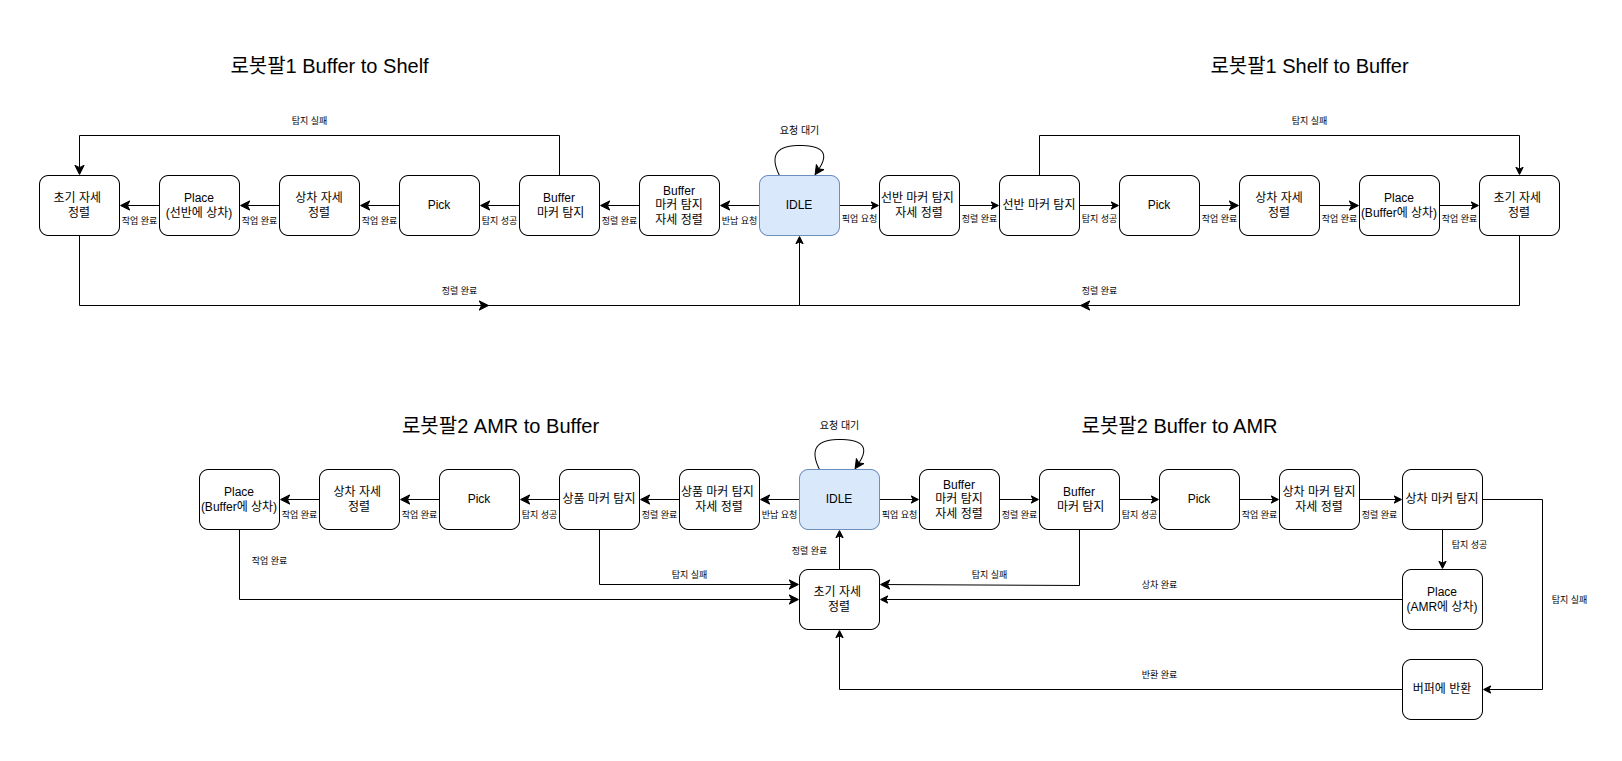 로봇팔1 Buffer to Shelf
로봇팔1 Shelf to Buffer
탐지 실패
요청 대기
탐지 실패
초기 자세
정렬
작업 완료
Place
(선반에 상차)
작업 완료
상차 자세
정렬
작업 완료
Pick
탐지 성공
Buffer
마커 탐지
정렬 완료
Buffer
마커 탐지
자세 정렬
반납 요청
IDLE
픽업 요청
선반 마커 탐지
자세 정렬
정렬 완료
선반 마커 탐지
탐지 성공
Pick
작업 완료
상차 자세
정렬
작업 완료
Place
(Buffer에 상차)
작업 완료
초기 자세
정렬
정렬 완료
정렬 완료
로봇팔2 AMR to Buffer
로봇팔2 Buffer to AMR
요청 대기
Place
(Buffer에 상차)
작업 완료
상차 자세
정렬
작업 완료
Pick
탐지 성공
상품 마커 탐지
정렬 완료
상품 마커 탐지
자세 정렬
반납 요청
IDLE
픽업 요청
Buffer
마커 탐지
자세 정렬
정렬 완료
Buffer
마커 탐지
탐지 성공
Pick
작업 완료
상차 마커 탐지
자세 정렬
정렬 완료
상차 마커 탐지
작업 완료
정렬 완료
탐지 성공
탐지 실패
탐지 실패
상차 완료
초기 자세
정렬
Place
(AMR에 상차)
탐지 실패
반환 완료
버퍼에 반환